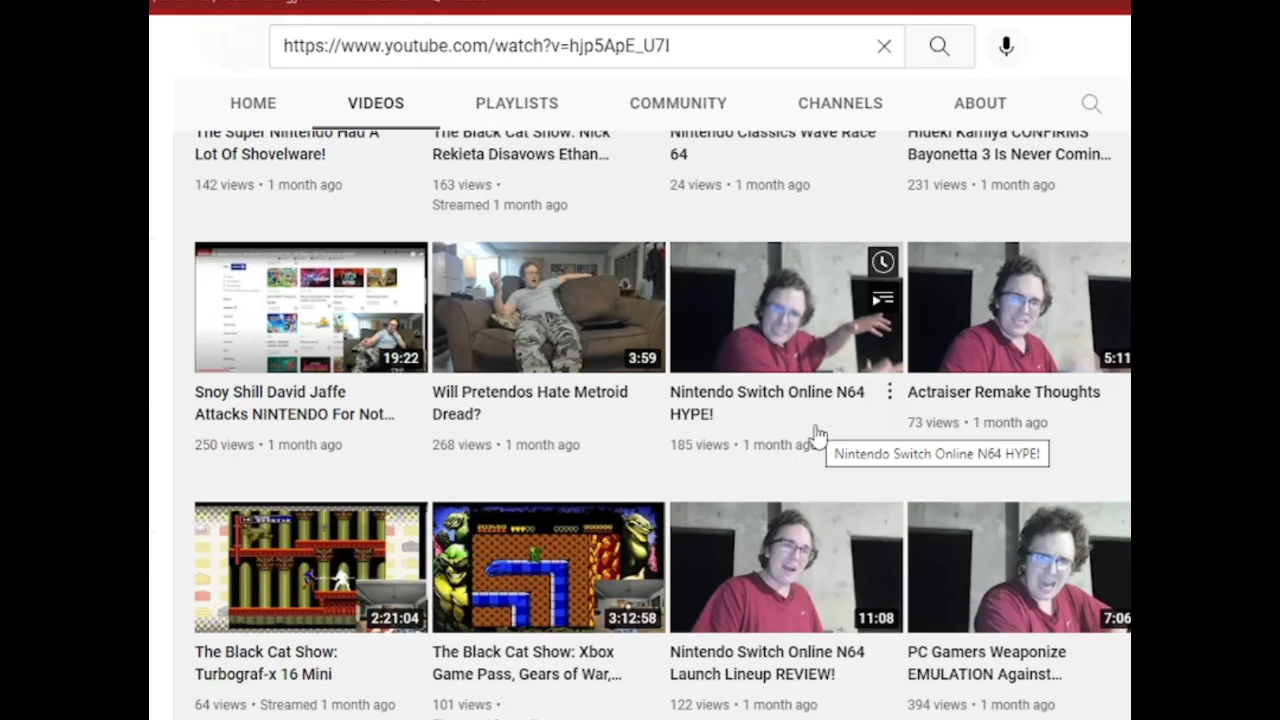 https://www.youtube.com/watch?v=hjp5ApE_U7I
HOME VIDEOS PLAYLISTS COMMUNITY CHANNELS ABOUT
The Super Nintendo Had A
Lot Of Shovelware!
142 views • 1 month ago
The Black Cat Show: Nick
Rekieta Disavows Ethan...
163 views •
Streamed 1 month ago
Nintendo Classics Wave Race
64
24 views • 1 month ago
Hideki Kamiya CONFIRMS
Bayonetta 3 Is Never Comin...
231 views • 1 month ago
19:22
Snoy Shill David Jaffe
Attacks NINTENDO For Not...
250 views • 1 month ago
3:59
Will Pretendos Hate Metroid
Dread?
268 views • 1 month ago
Nintendo Switch Online N64
HYPE!
185 views • 1 month ago
Nintendo Switch Online N64 HYPE!
5:11
Actraiser Remake Thoughts
73 views • 1 month ago
2:21:04
The Black Cat Show:
Turbograf-x 16 Mini
64 views • Streamed 1 month ago
3:12:58
The Black Cat Show: Xbox
Game Pass, Gears of War,...
101 views •
11:08
Nintendo Switch Online N64
Launch Lineup REVIEW!
122 views • 1 month ago
7:06
PC Gamers Weaponize
EMULATION Against...
394 views • 1 month ago